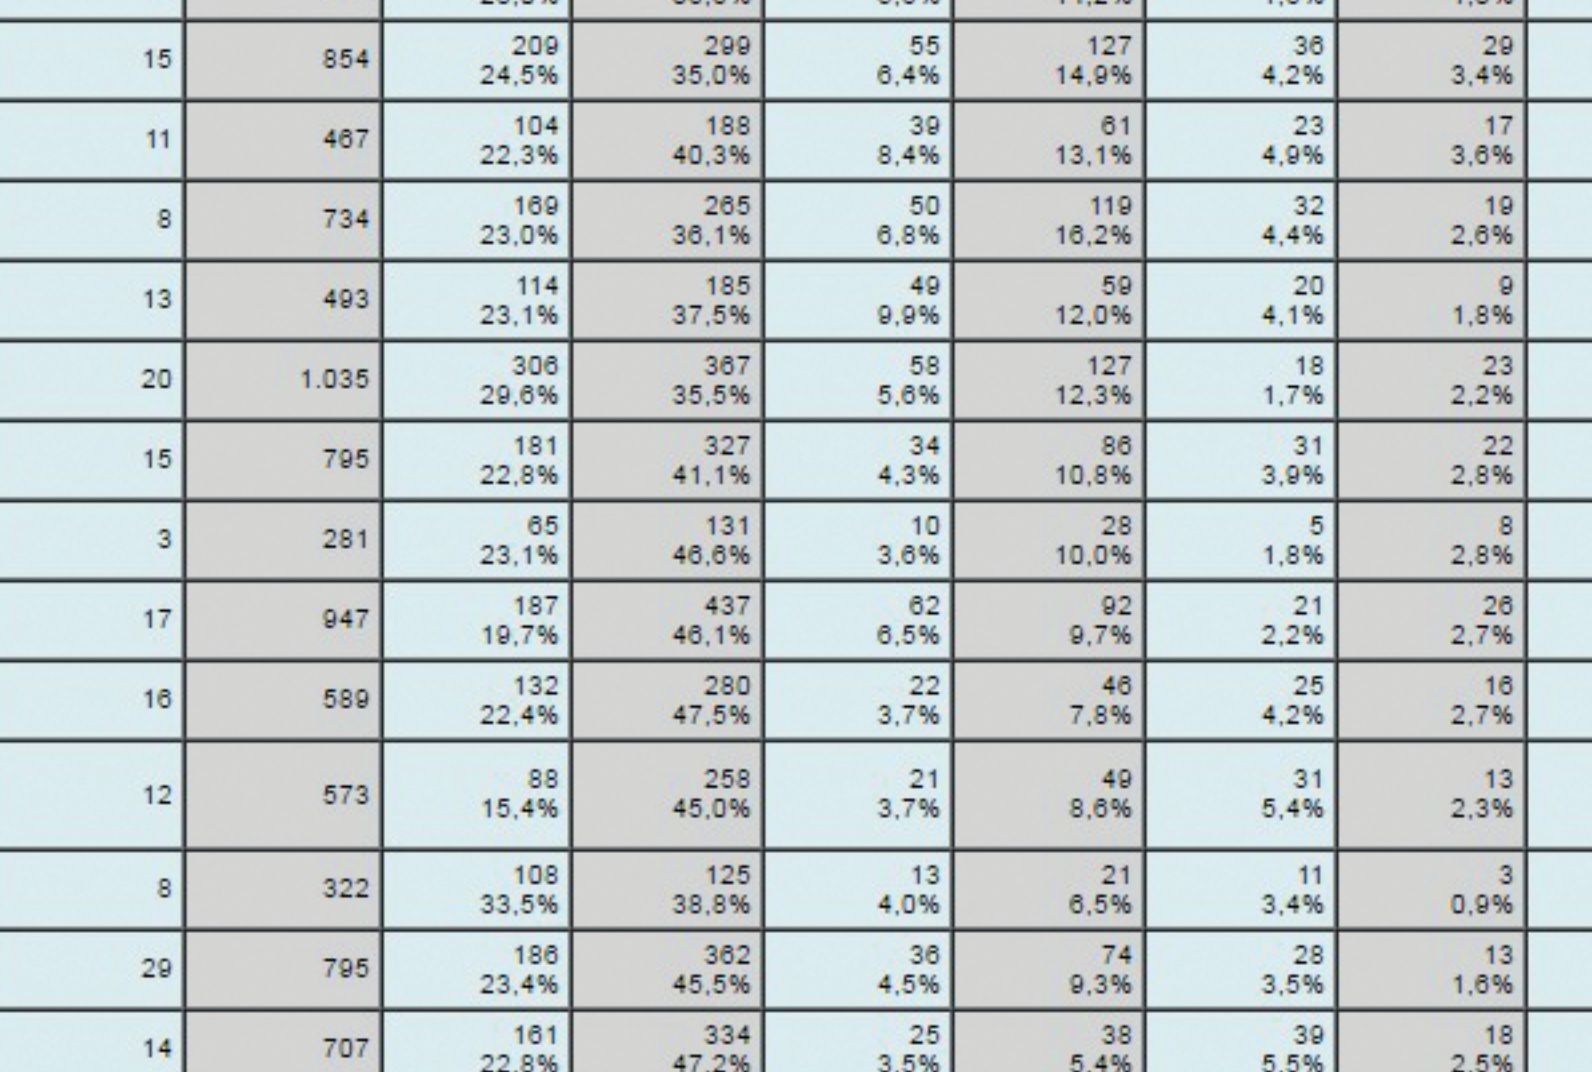 15 854 209 299 55 127 36 29
24,5% 35,0% 6,4% 14,9% 4,2% 3,4%
11 467 104 188 39 61 23 17
22,3% 40,3% 8,4% 13,1% 4,9% 3,6%
8 734 169 265 50 119 32 19
23,0% 36,1% 6,8% 16,2% 4,4% 2,6%
13 493 114 185 49 59 20 9
23,1% 37,5% 9,9% 12,0% 4,1% 1,8%
20 1.035 306 367 58 127 18 23
29,6% 35,5% 5,6% 12,3% 1,7% 2,2%
15 795 181 327 34 86 31 22
22,8% 41,1% 4,3% 10,8% 3,9% 2,8%
3 281 65 131 10 28 5 8
23,1% 46,6% 3,6% 10,0% 1,8% 2,8%
17 947 187 437 62 92 21 26
19,7% 46,1% 6,5% 9,7% 2,2% 2,7%
16 589 132 280 22 46 25 16
22,4% 47,5% 3,7% 7,8% 4,2% 2,7%
12 573 88 258 21 49 31 13
15,4% 45,0% 3,7% 8,6% 5,4% 2,3%
8 322 108 125 13 21 11 3
33,5% 38,8% 4,0% 6,5% 3,4% 0,9%
29 795 186 362 36 74 28 13
23,4% 45,5% 4,5% 9,3% 3,5% 1,6%
14 707 161 334 25 38 39 18
22,8% 47,2% 3,5% 5,4% 5,5% 2,5%